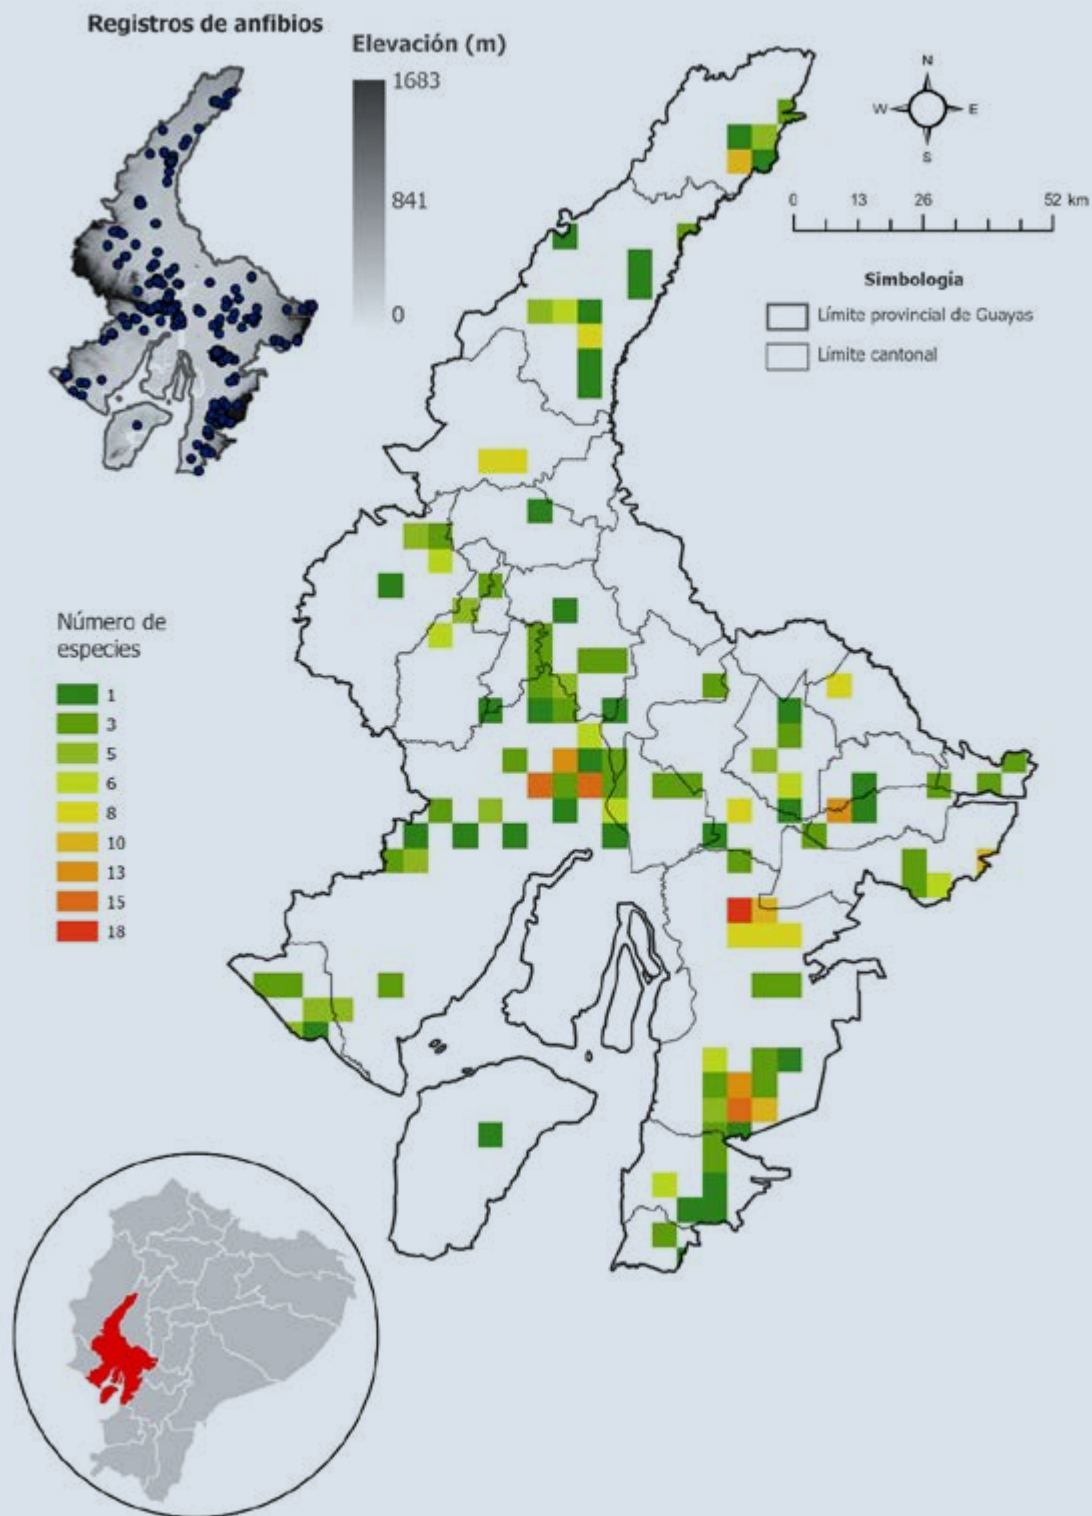 Registros de anfibios
Elevación (m)
1683
841
0
N
W
E
S
0
13
26
52 km
Simbología
Límite provincial de Guayas
Límite cantonal
Número de
especies
1
3
5
6
8
10
13
15
18